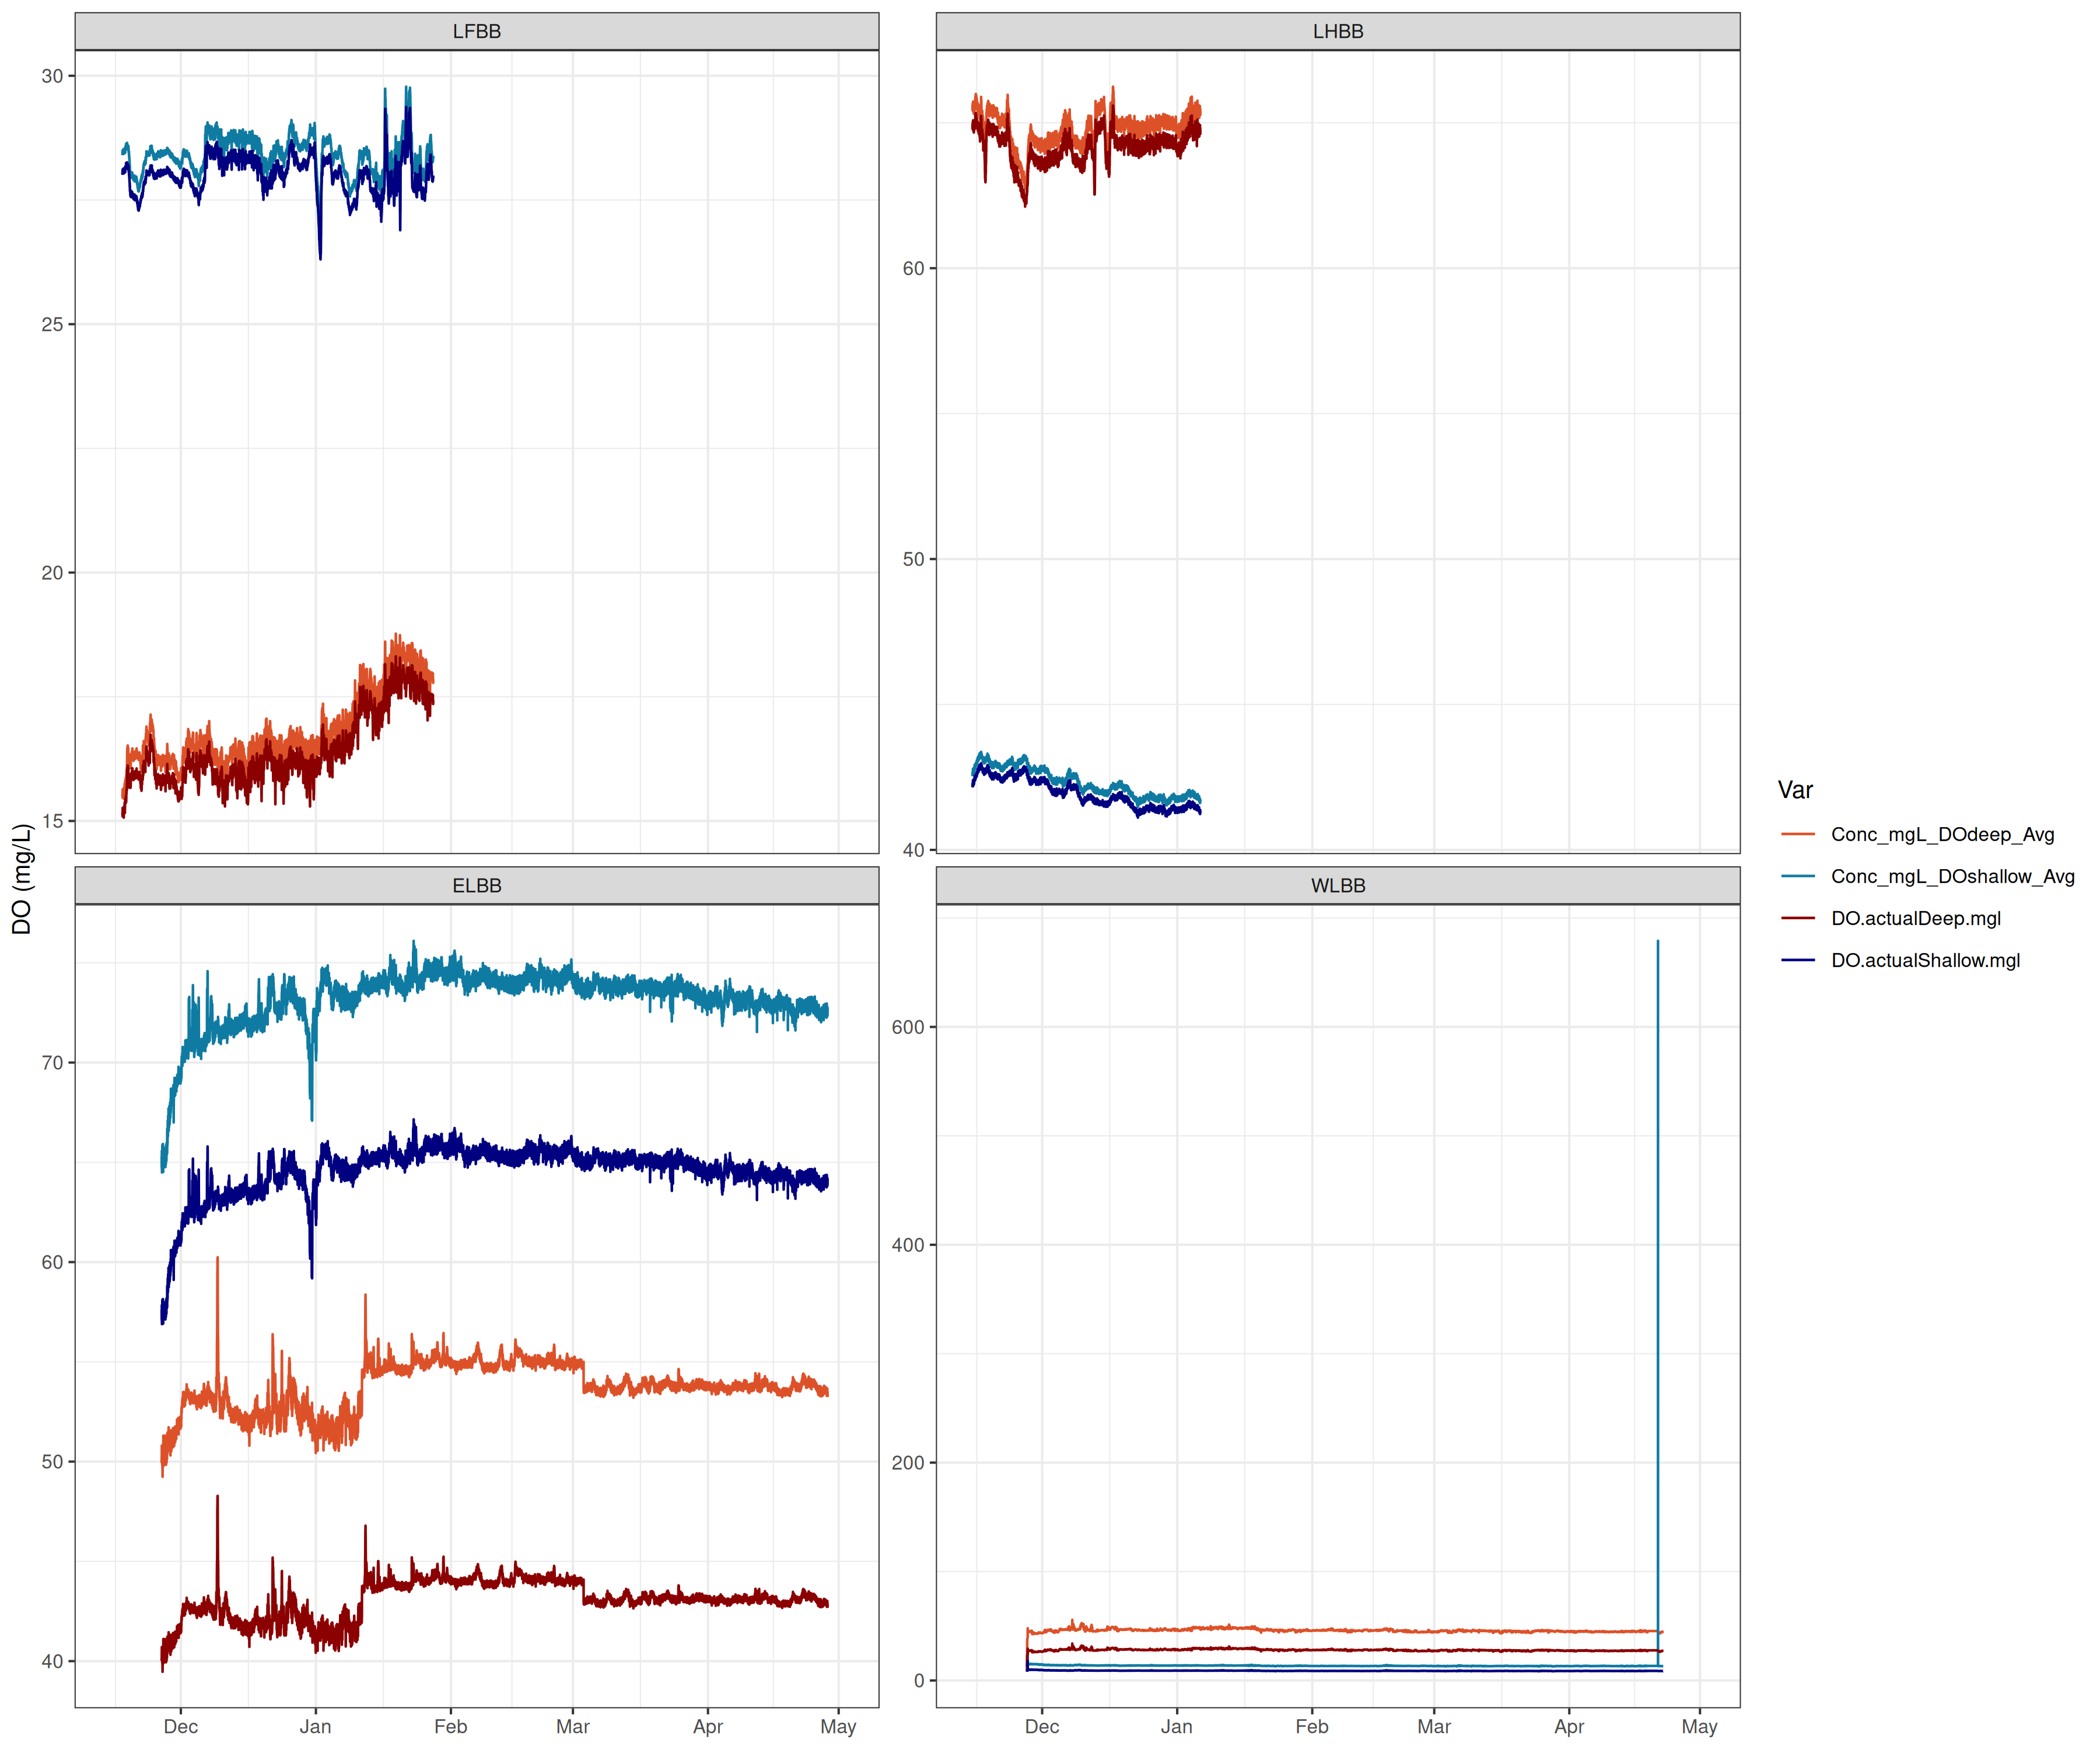 LFBB
LHBB
30
25
20
15
60
50
40
ELBB
WLBB
70
60
50
40
600
400
200
0
Dec Jan Feb Mar Apr May
Dec Jan Feb Mar Apr May
DO (mg/L)
Var
Conc_mgL_DOdeep_Avg
Conc_mgL_DOshallow_Avg
DO.actualDeep.mgl
DO.actualShallow.mgl